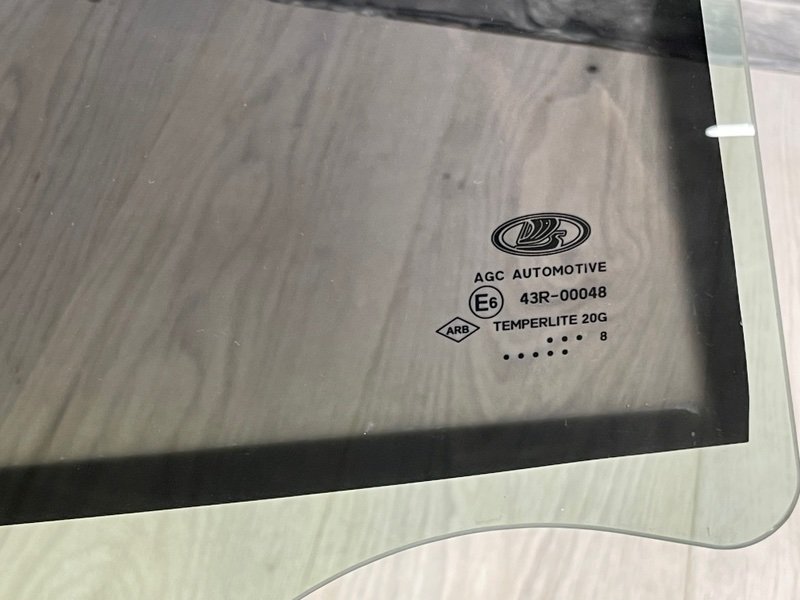 AGC AUTOMOTIVE
E6 43R-00048
ARB TEMPERLITE 20G
8